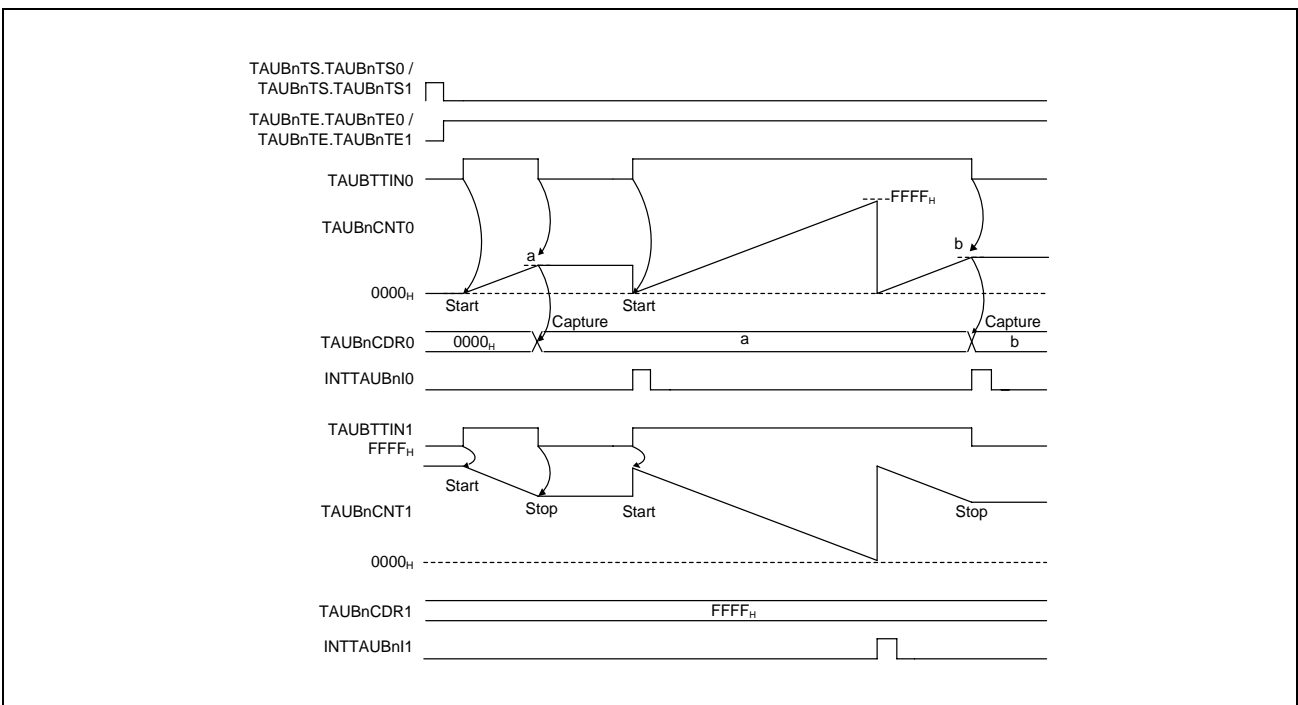 TAUBnTS.TAUBnTS0 /
TAUBnTS.TAUBnTS1
TAUBnTE.TAUBnTE0 /
TAUBnTE.TAUBnTE1
TAUBTTIN0
FFFFH
TAUBnCNT0
b
a
0000H
Start
Start
Capture
Capture
TAUBnCDR0
0000H
a
b
INTTAUBnI0
TAUBTTIN1
FFFFH
Start
Stop
Start
Stop
TAUBnCNT1
0000H
TAUBnCDR1
FFFFH
INTTAUBnI1